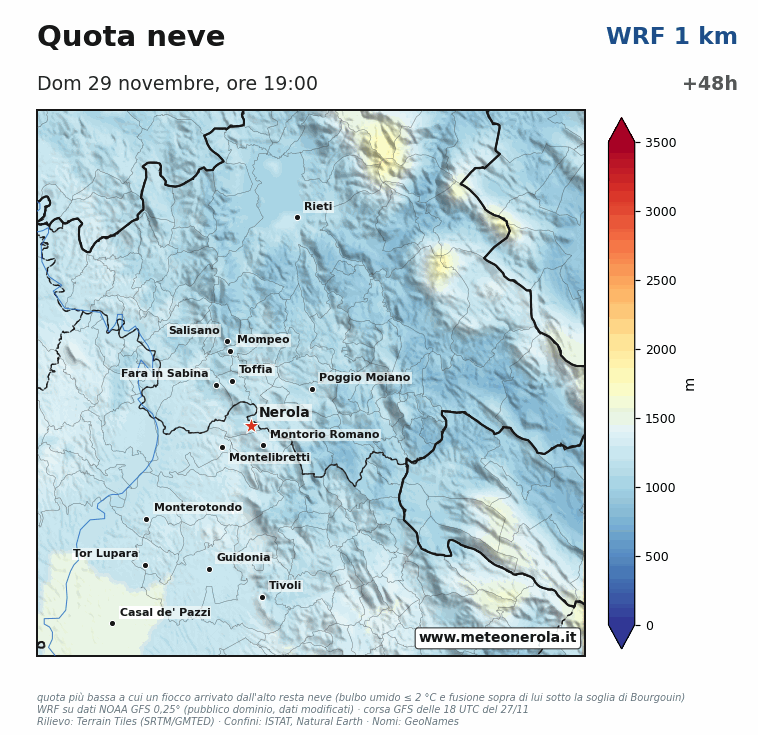 Quota neve
WRF 1 km
Dom 29 novembre, ore 19:00
+48h
Rieti
Salisano
Mompeo
Fara in Sabina
Toffia
Poggio Moiano
Nerola
Montorio Romano
Montelibretti
Monterotondo
Tor Lupara
Guidonia
Tivoli
Casal de' Pazzi
www.meteonerola.it
3500
3000
2500
2000
1500
1000
500
0
m
quota più bassa a cui un fiocco arrivato dall'alto resta neve (bulbo umido ≤ 2 °C e fusione sopra di lui sotto la soglia di Bourgouin)
WRF su dati NOAA GFS 0,25° (pubblico dominio, dati modificati) · corsa GFS delle 18 UTC del 27/11
Rilievo: Terrain Tiles (SRTM/GMTED) · Confini: ISTAT, Natural Earth · Nomi: GeoNames